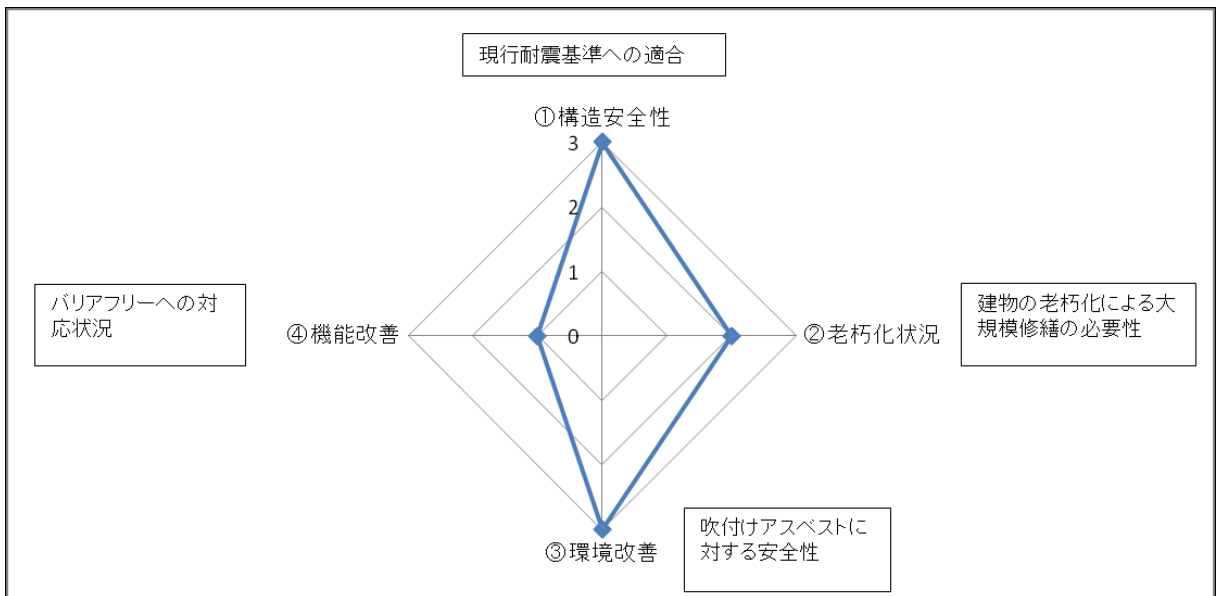 現行耐震基準への適合
①構造安全性
3
2
1
0
バリアフリーへの対
応状況
④機能改善
②老朽化状況
建物の老朽化による大
規模修繕の必要性
③環境改善
吹付けアスベストに
対する安全性